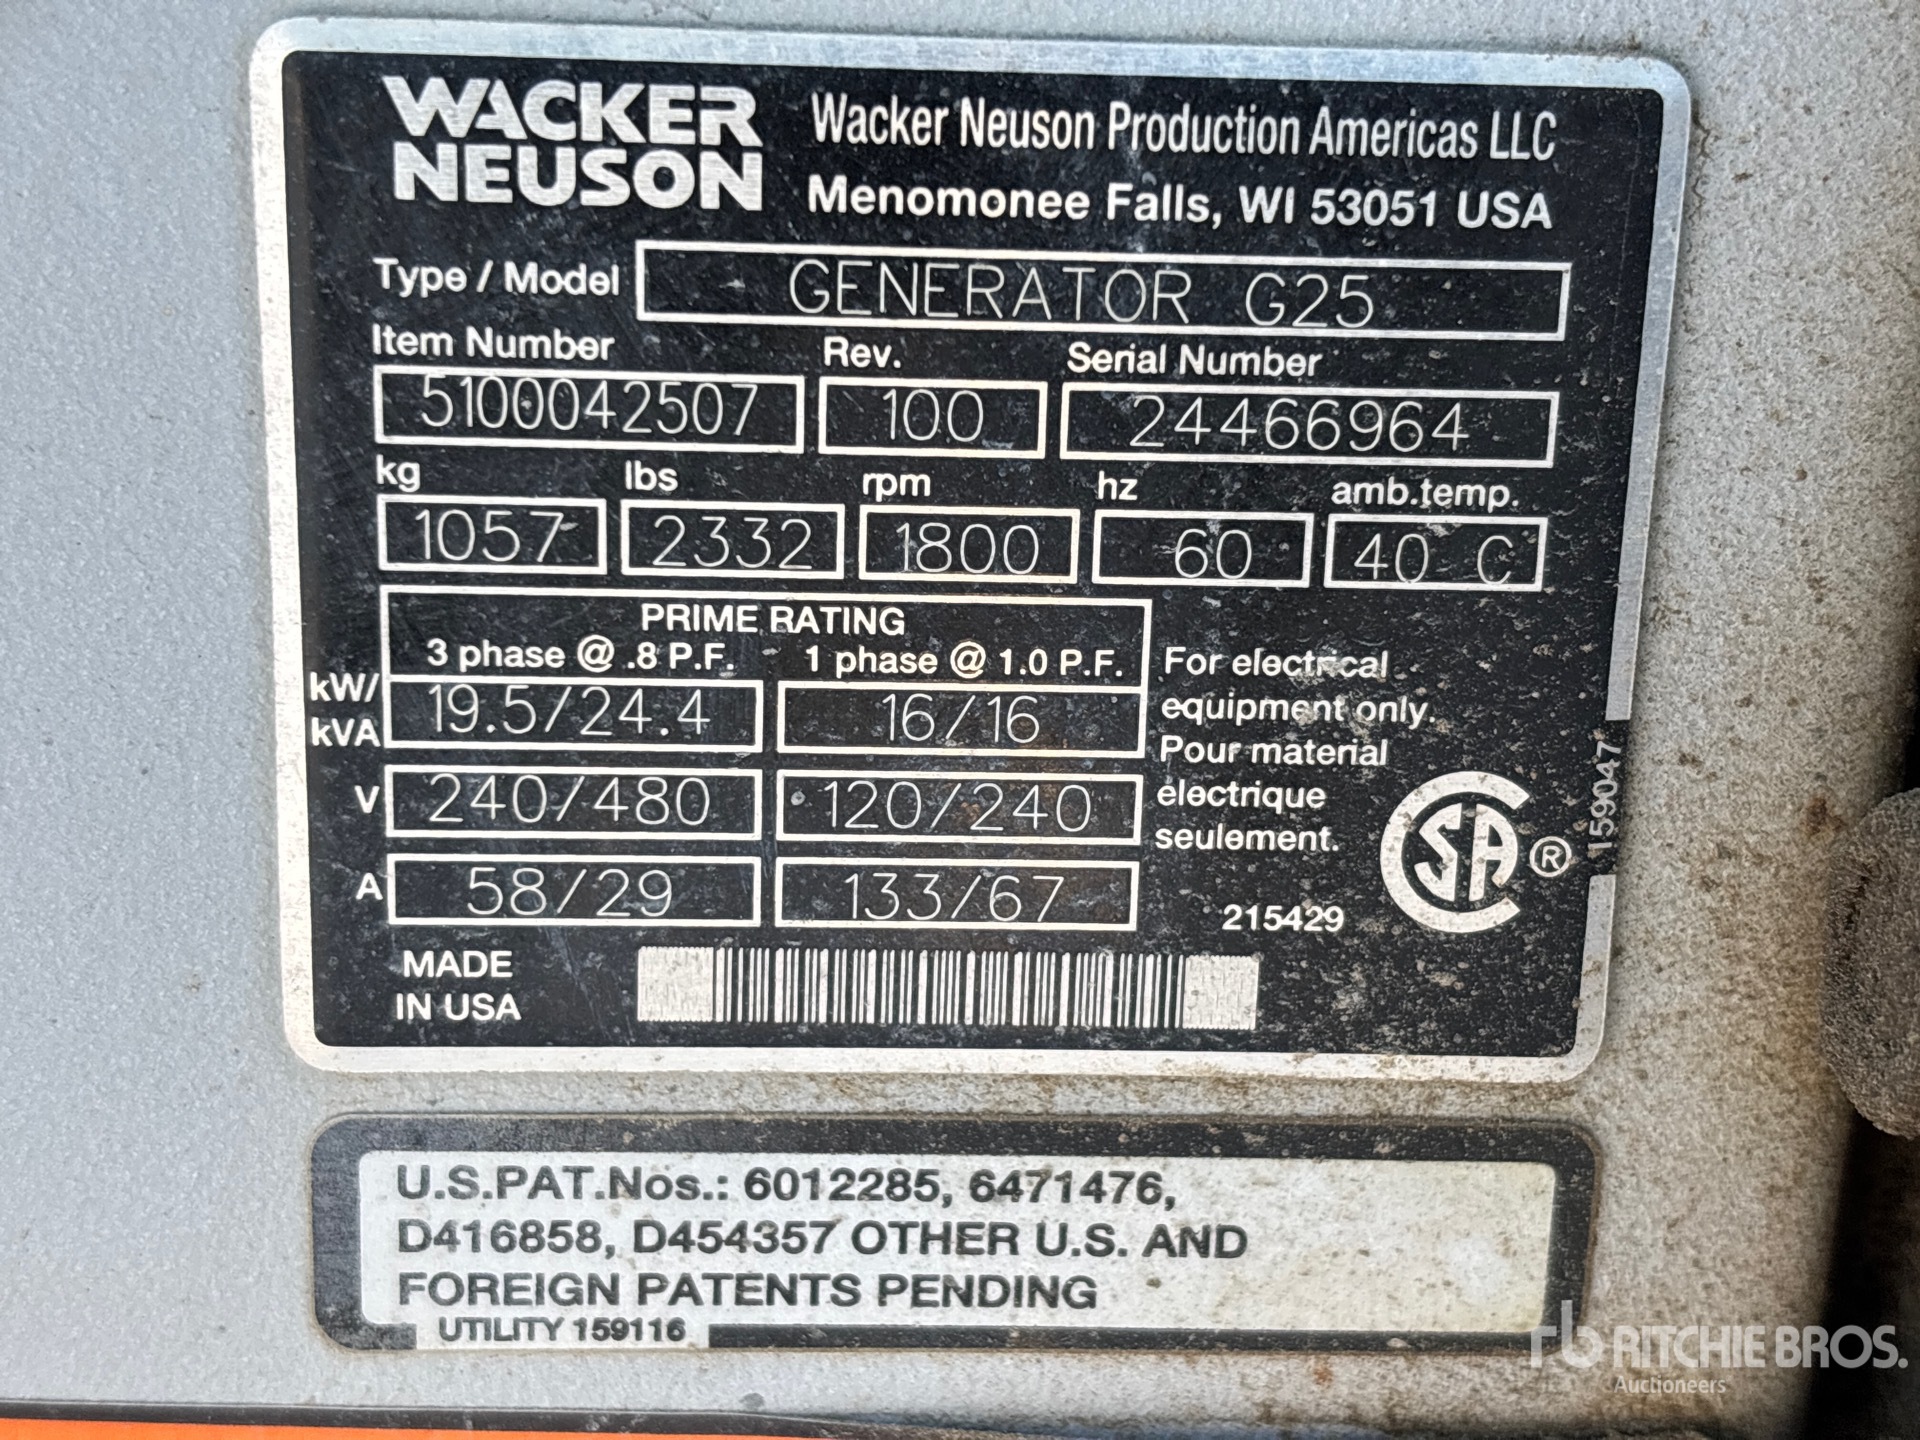 WACKER
NEUSON
Wacker Neuson Production Americas LLC
Menomonee Falls, WI 53051 USA
Type / Model GENERATOR G25
Item Number Rev. Serial Number
5100042507 100 24466964
kg lbs rpm hz amb.temp.
1057 2332 1800 60 40 C
PRIME RATING
3 phase @ .8 P.F. 1 phase @ 1.0 P.F.
kW/
kVA 19.5/24.4 16/16
V 240/480 120/240
A 58/29 133/67
For electrical
equipment only.
Pour material
électrique
seulement.
215429
SA ®
159047
MADE
IN USA
U.S.PAT.Nos.: 6012285, 6471476,
D416858, D454357 OTHER U.S. AND
FOREIGN PATENTS PENDING
UTILITY 159116
rb RITCHIE BROS.
Auctioneers